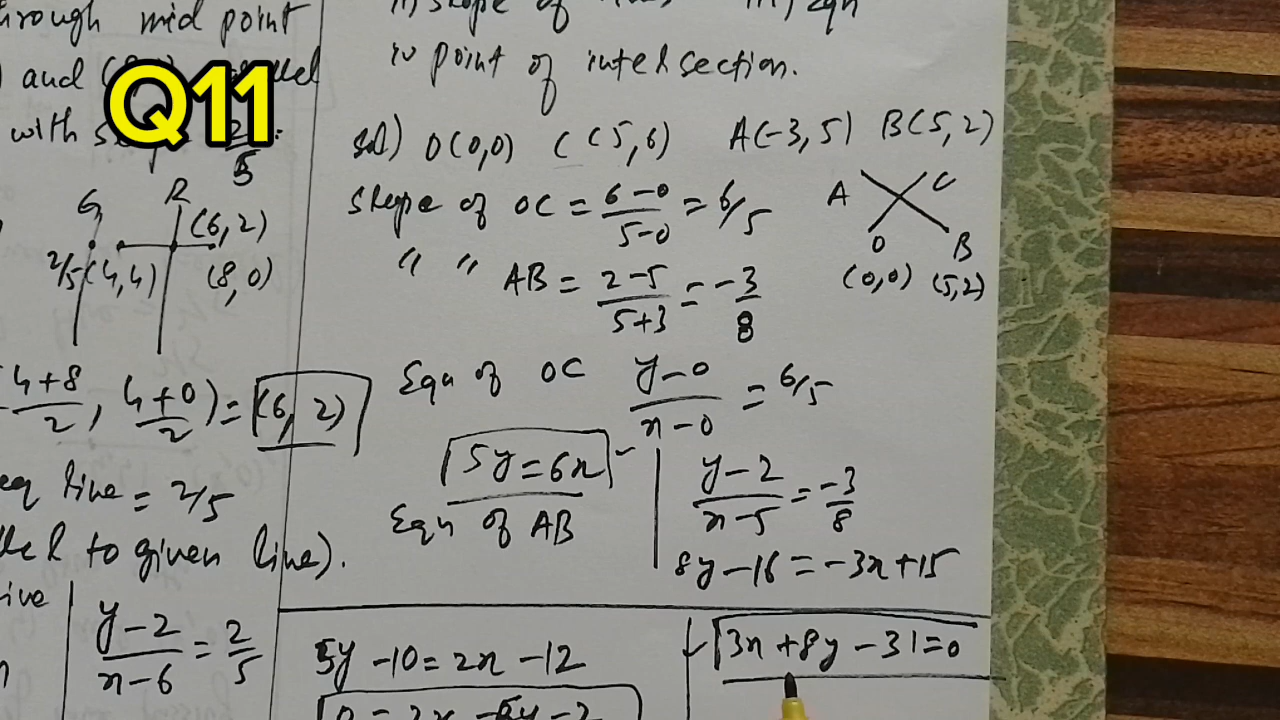 through mid point
and
Q11
with
5
G R
(6, 2)
2/5 (4,4) (8, 0)
4+8/2, 4+0/2) = (6, 2)
req line = 2/5
to given line).
y-2/x-6 = 2/5
iv point of intersection.
sol) O(0,0) C(5,6) A(-3, 5) B(5, 2)
Slope of OC = 6-0/5-0 = 6/5
" " AB = 2-5/5+3 = -3/8
A C
O B
(0,0) (5,2)
Eqn of OC y-0/x-0 = 6/5
5y = 6x
Eqn of AB
y-2/x-5 = -3/8
8y-16 = -3x+15
3x+8y-31=0
5y-10 = 2x-12